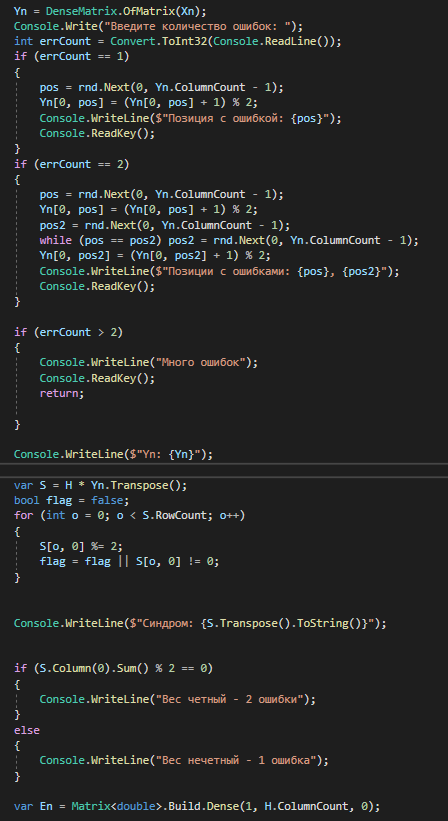 Yn = DenseMatrix.OfMatrix(Xn);
Console.Write("Введите количество ошибок: ");
int errCount = Convert.ToInt32(Console.ReadLine());
if (errCount == 1)
{
    pos = rnd.Next(0, Yn.ColumnCount - 1);
    Yn[0, pos] = (Yn[0, pos] + 1) % 2;
    Console.WriteLine($"Позиция с ошибкой: {pos}");
    Console.ReadKey();
}
if (errCount == 2)
{
    pos = rnd.Next(0, Yn.ColumnCount - 1);
    Yn[0, pos] = (Yn[0, pos] + 1) % 2;
    pos2 = rnd.Next(0, Yn.ColumnCount - 1);
    while (pos == pos2) pos2 = rnd.Next(0, Yn.ColumnCount - 1);
    Yn[0, pos2] = (Yn[0, pos2] + 1) % 2;
    Console.WriteLine($"Позиции с ошибками: {pos}, {pos2}");
    Console.ReadKey();
}
if (errCount > 2)
{
    Console.WriteLine("Много ошибок");
    Console.ReadKey();
    return;
}
Console.WriteLine($"Yn: {Yn}");
var S = H * Yn.Transpose();
bool flag = false;
for (int o = 0; o < S.RowCount; o++)
{
    S[o, 0] %= 2;
    flag = flag || S[o, 0] != 0;
}
Console.WriteLine($"Синдром: {S.Transpose().ToString()}");
if (S.Column(0).Sum() % 2 == 0)
{
    Console.WriteLine("Вес четный - 2 ошибки");
}
else
{
    Console.WriteLine("Вес нечетный - 1 ошибка");
}
var En = Matrix<double>.Build.Dense(1, H.ColumnCount, 0);